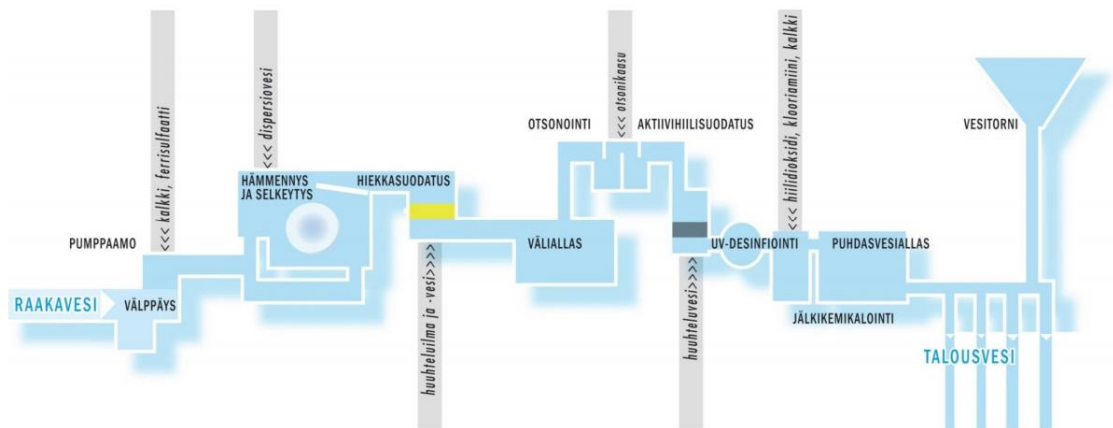 RAAKAVESI
VÄLPPÄYS
PUMPPAAMO
<<< kalkki, ferrisulfaatti
<<< dispersiovesi
HÄMMENNYS
JA SELKEYTYS
HIEKKASUODATUS
huuhteluilma ja -vesi>>>>
VÄLIALLAS
OTSONOINTI
<<< otsonikaasu
AKTIIVIHIILISUODATUS
huuhteluvesi>>>>
UV-DESINFIOINTI
<< hiilidioksidi,klooriamiini, kalkki
PUHDASVESIALLAS
JÄLKIKEMIKALOINTI
VESITORNI
TALOUSVESI